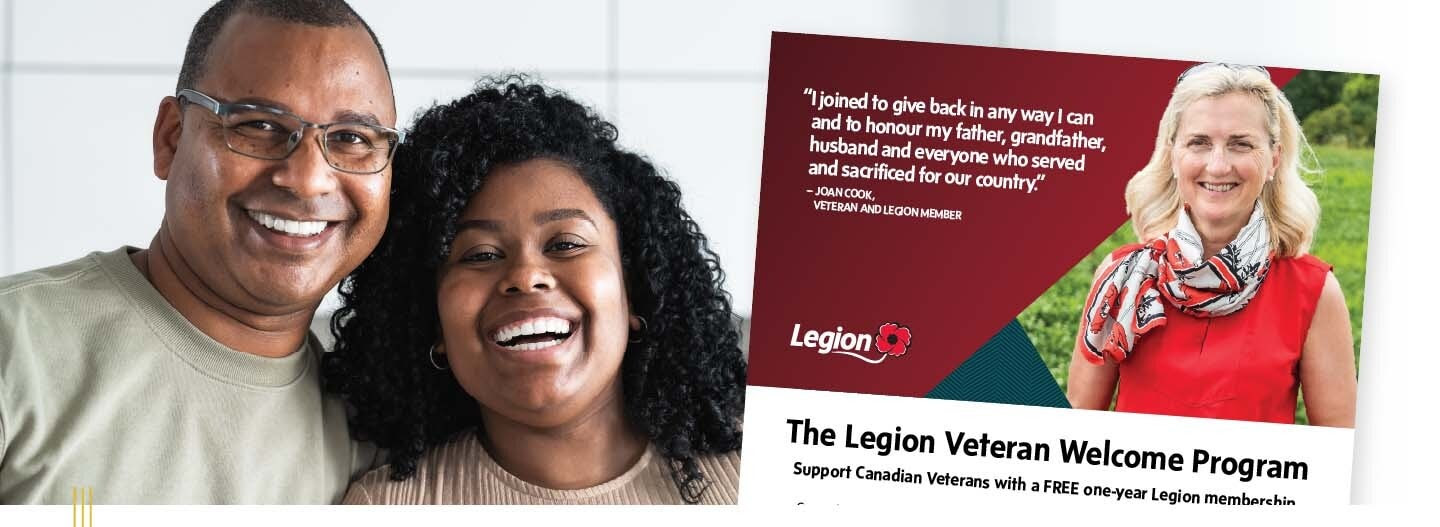 “I joined to give back in any way I can
and to honour my father, grandfather,
husband and everyone who served
and sacrificed for our country.”
– JOAN COOK,
VETERAN AND LEGION MEMBER
Legion
The Legion Veteran Welcome Program
Support Canadian Veterans with a FREE one-year Legion membership